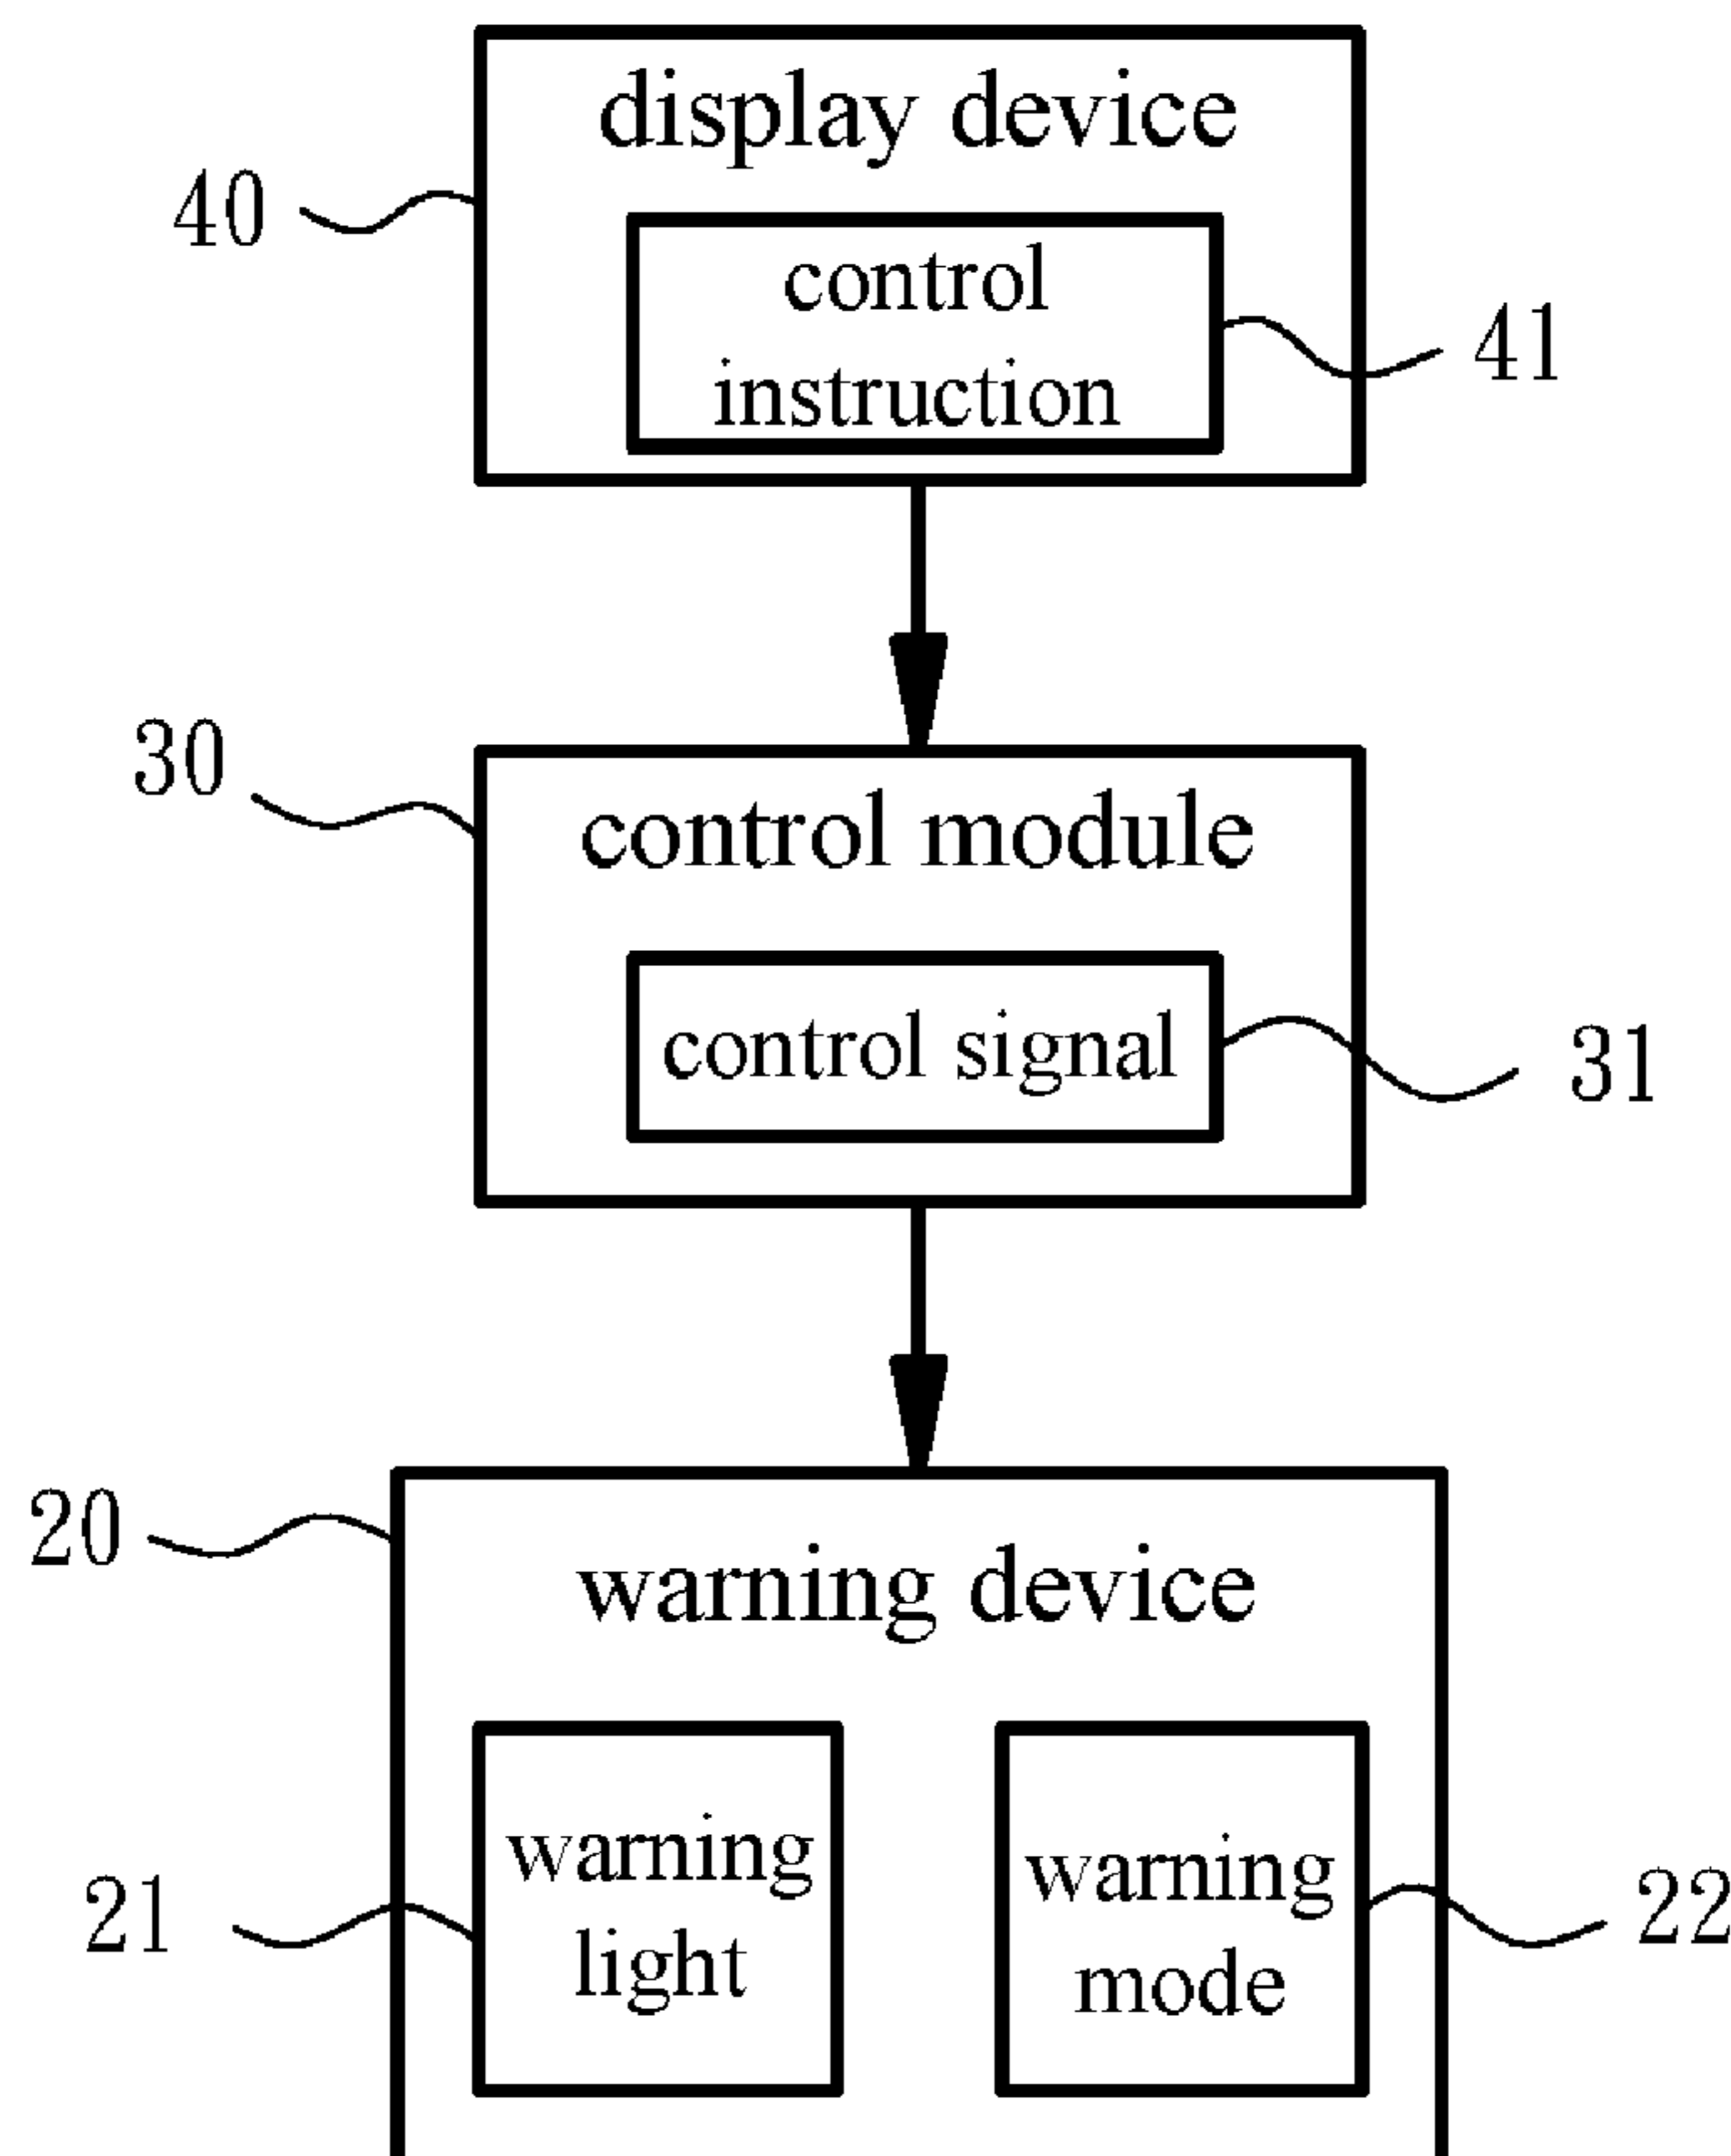 display device
40
control
instruction
41
30
control module
control signal
31
20
warning device
warning
light
21
warning
mode
22